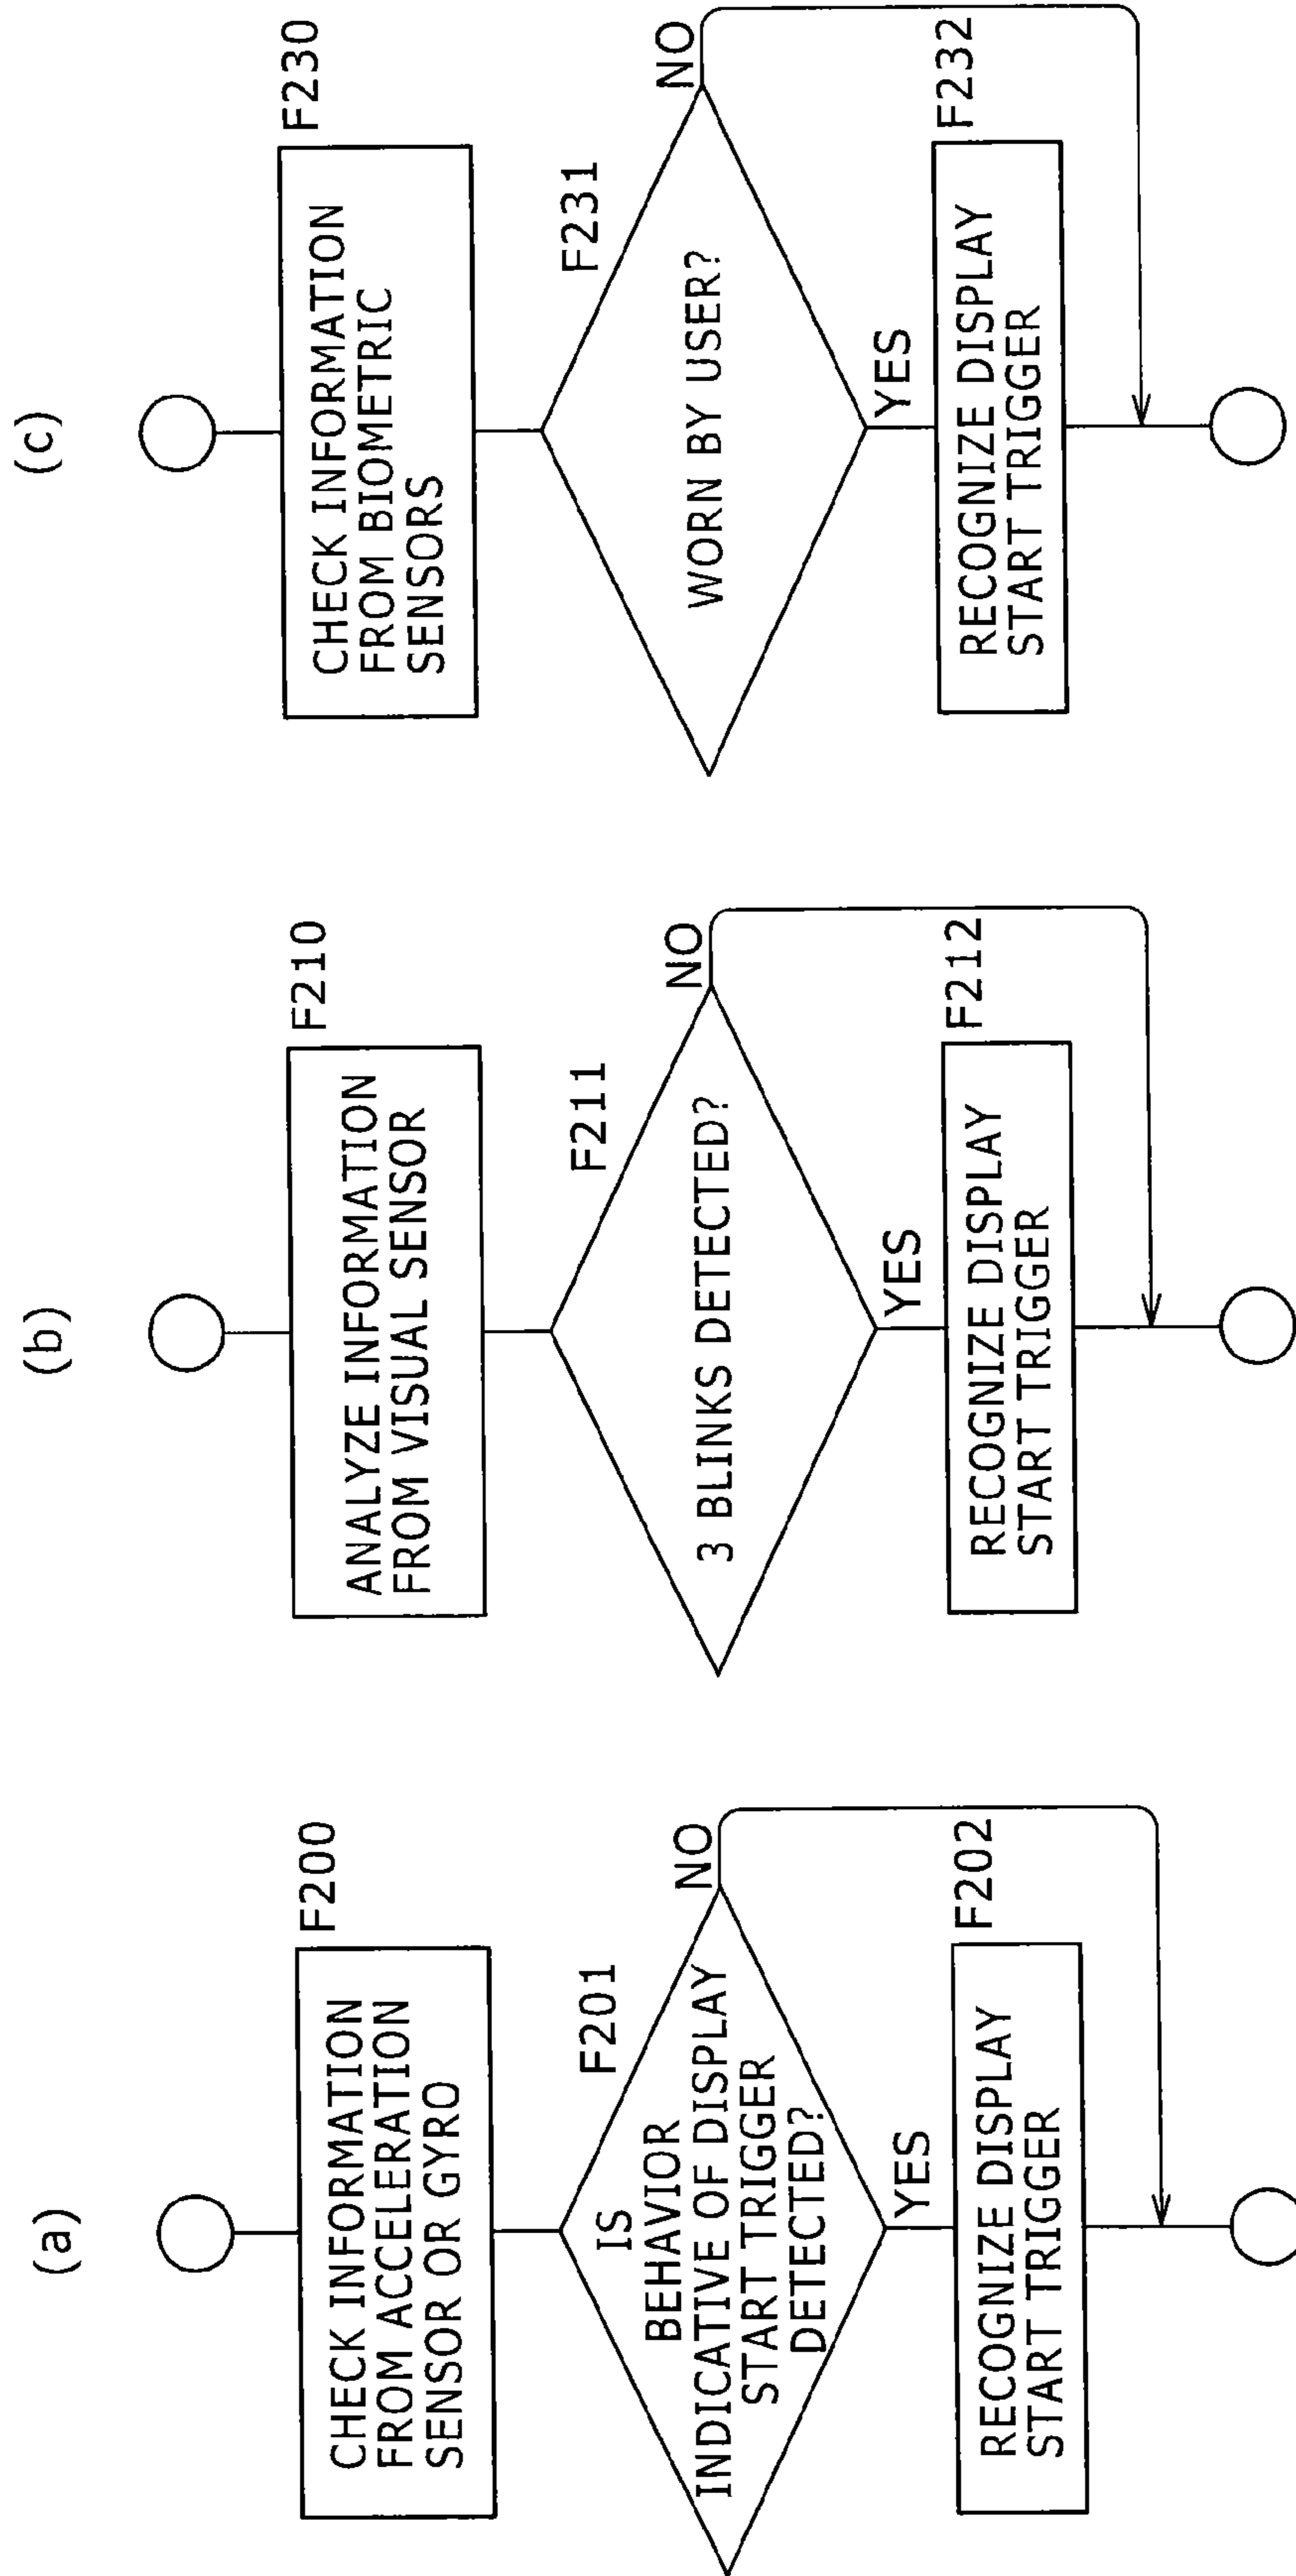 (a)
F200
CHECK INFORMATION
FROM ACCELERATION
SENSOR OR GYRO
F201
IS
BEHAVIOR
INDICATIVE OF DISPLAY
START TRIGGER
DETECTED?
NO
YES
F202
RECOGNIZE DISPLAY
START TRIGGER
(b)
F210
ANALYZE INFORMATION
FROM VISUAL SENSOR
F211
3 BLINKS DETECTED?
NO
YES
F212
RECOGNIZE DISPLAY
START TRIGGER
(c)
F230
CHECK INFORMATION
FROM BIOMETRIC
SENSORS
F231
WORN BY USER?
NO
YES
F232
RECOGNIZE DISPLAY
START TRIGGER